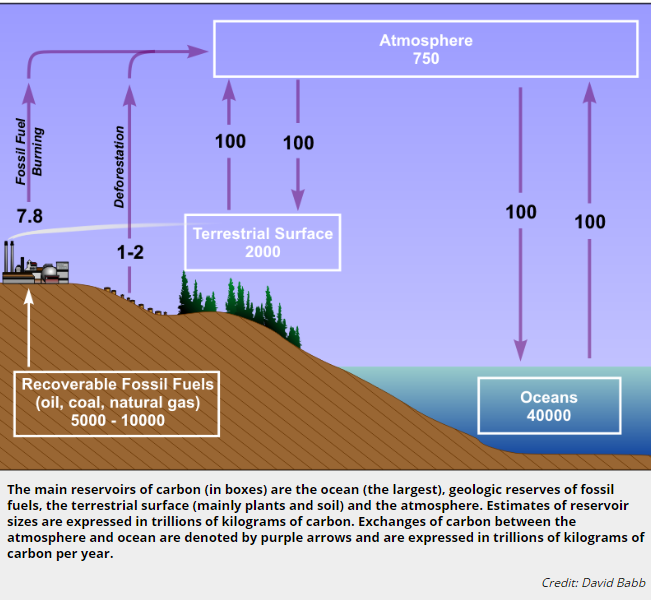 Atmosphere
750
Fossil Fuel
Burning
Deforestation
100
100
7.8
1-2
Terrestrial Surface
2000
100
100
Recoverable Fossil Fuels
(oil, coal, natural gas)
5000 - 10000
Oceans
40000
The main reservoirs of carbon (in boxes) are the ocean (the largest), geologic reserves of fossil
fuels, the terrestrial surface (mainly plants and soil) and the atmosphere. Estimates of reservoir
sizes are expressed in trillions of kilograms of carbon. Exchanges of carbon between the
atmosphere and ocean are denoted by purple arrows and are expressed in trillions of kilograms of
carbon per year.
Credit: David Babb